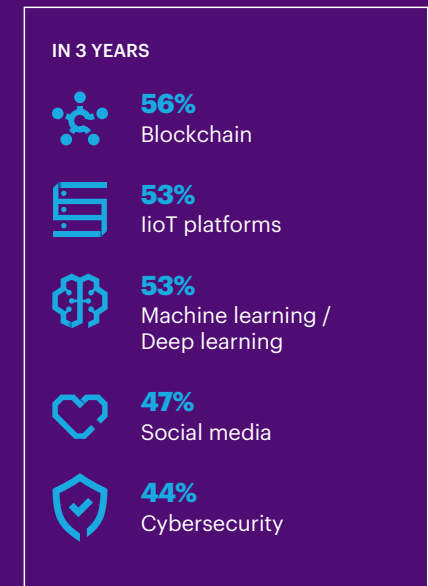 IN 3 YEARS
56%
Blockchain
53%
IioT platforms
53%
Machine learning /
Deep learning
47%
Social media
44%
Cybersecurity